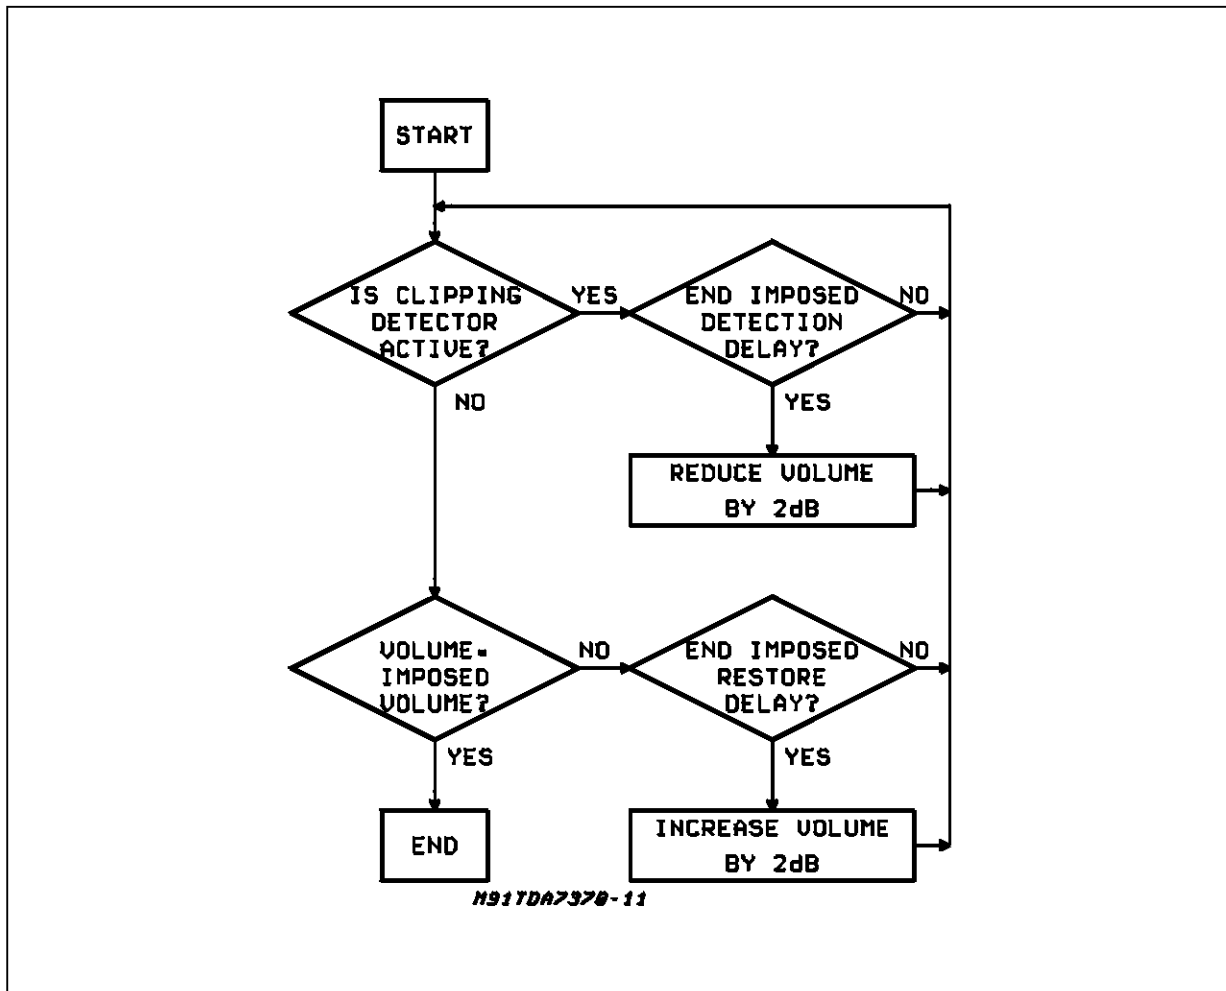 START
IS CLIPPING
DETECTOR
ACTIVE?
YES
END IMPOSED
DETECTION
DELAY?
NO
NO
YES
REDUCE VOLUME
BY 2dB
VOLUME=
IMPOSED
VOLUME?
NO
END IMPOSED
RESTORE
DELAY?
NO
YES
YES
END
INCREASE VOLUME
BY 2dB
M91TDA7370-11